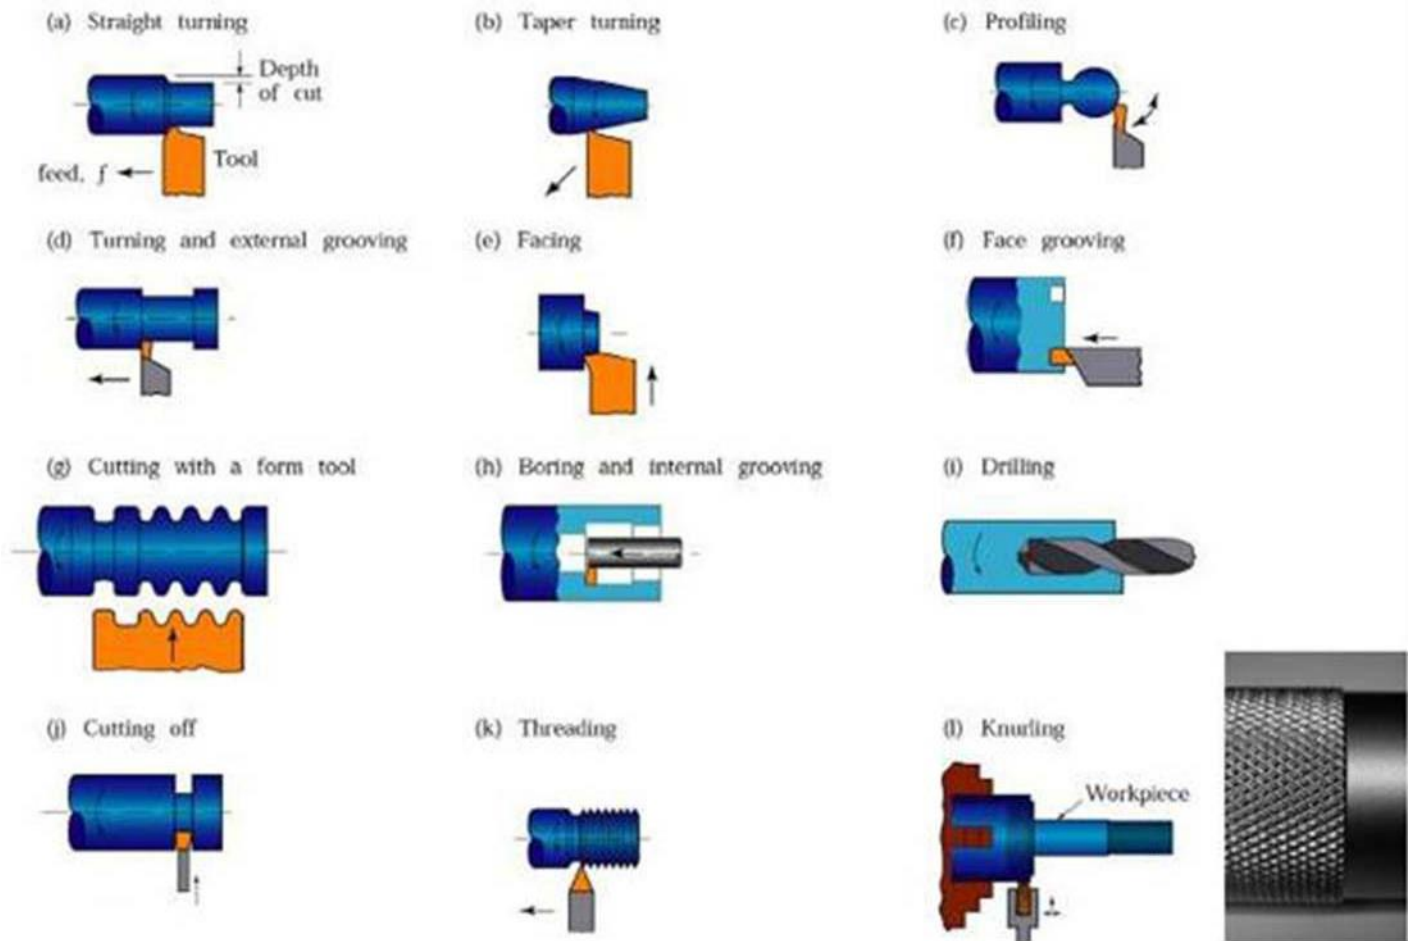 (a) Straight turning
Depth
of cut
Tool
feed, f
(b) Taper turning
(c) Profiling
(d) Turning and external grooving
(e) Facing
(f) Face grooving
(g) Cutting with a form tool
(h) Boring and internal grooving
(i) Drilling
(j) Cutting off
(k) Threading
(l) Knurling
Workpiece